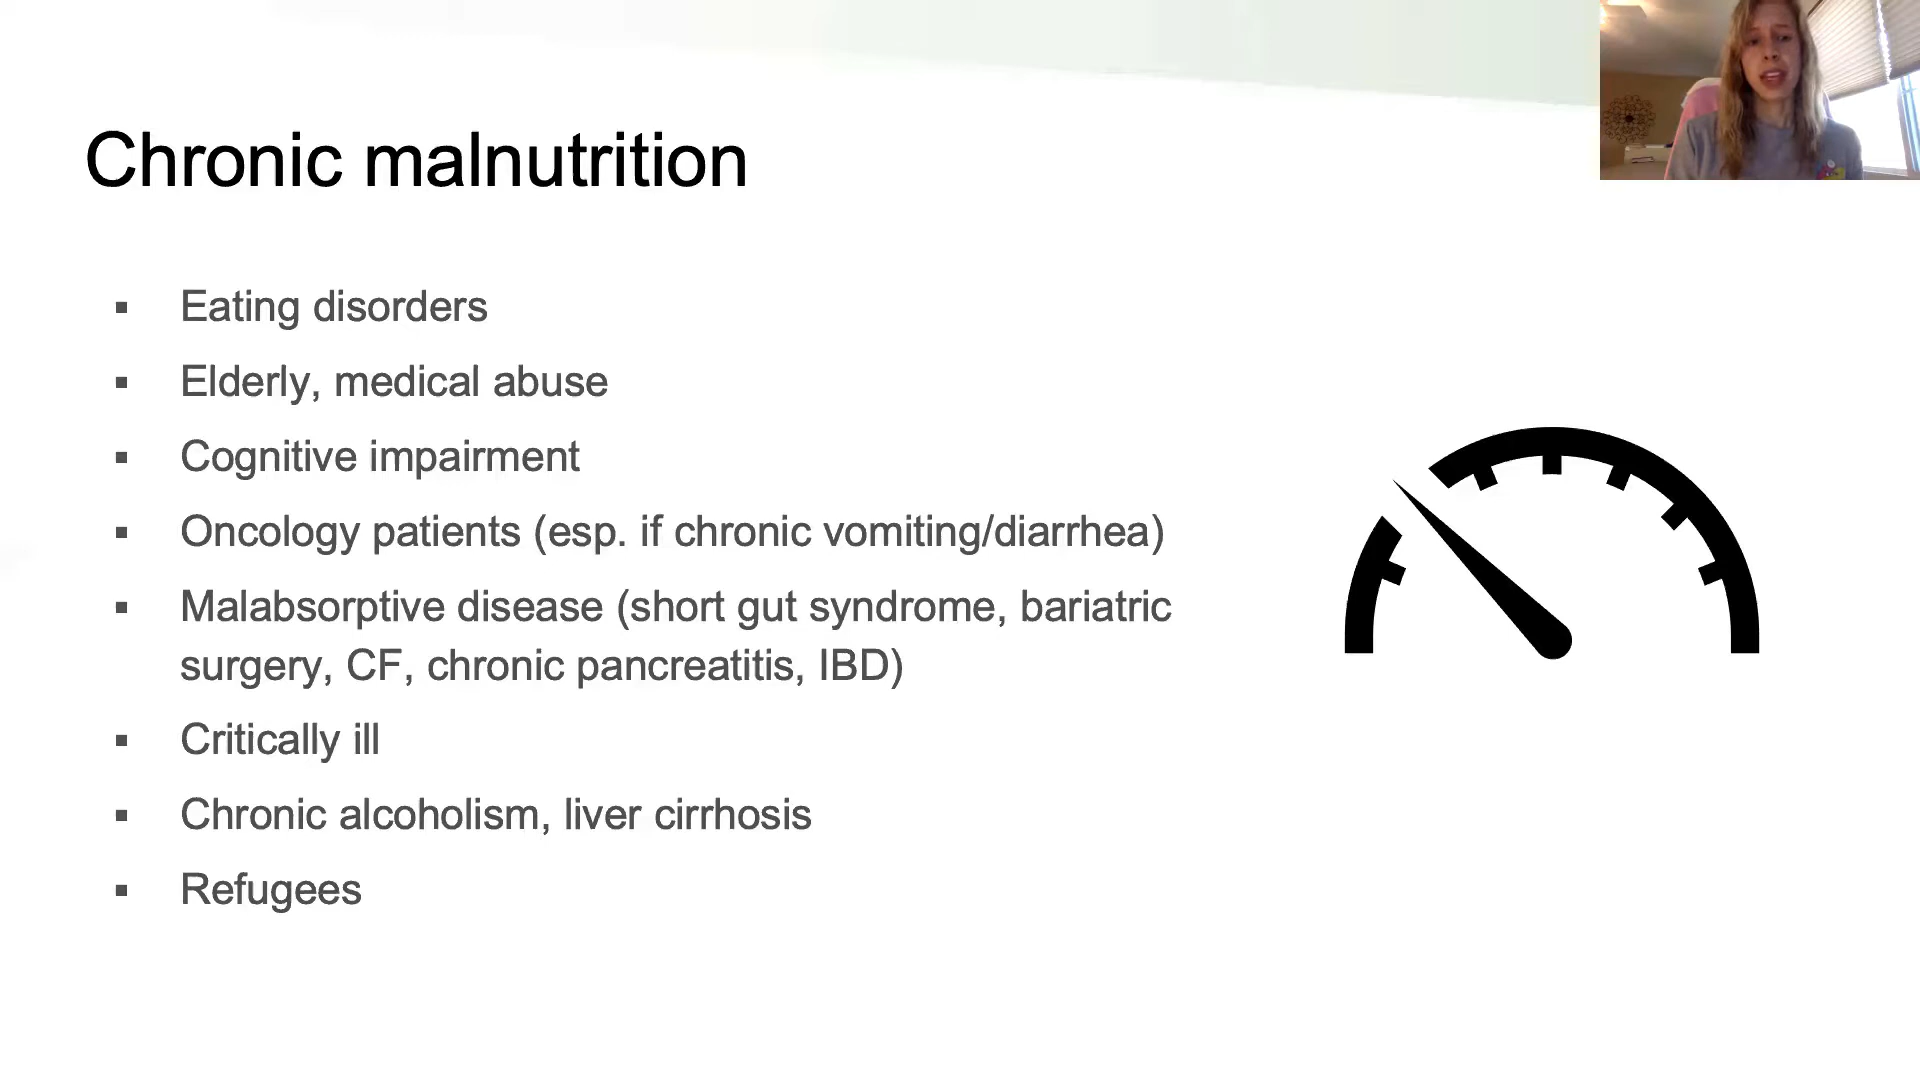 Chronic malnutrition
▪ Eating disorders
▪ Elderly, medical abuse
▪ Cognitive impairment
▪ Oncology patients (esp. if chronic vomiting/diarrhea)
▪ Malabsorptive disease (short gut syndrome, bariatric
surgery, CF, chronic pancreatitis, IBD)
▪ Critically ill
▪ Chronic alcoholism, liver cirrhosis
▪ Refugees